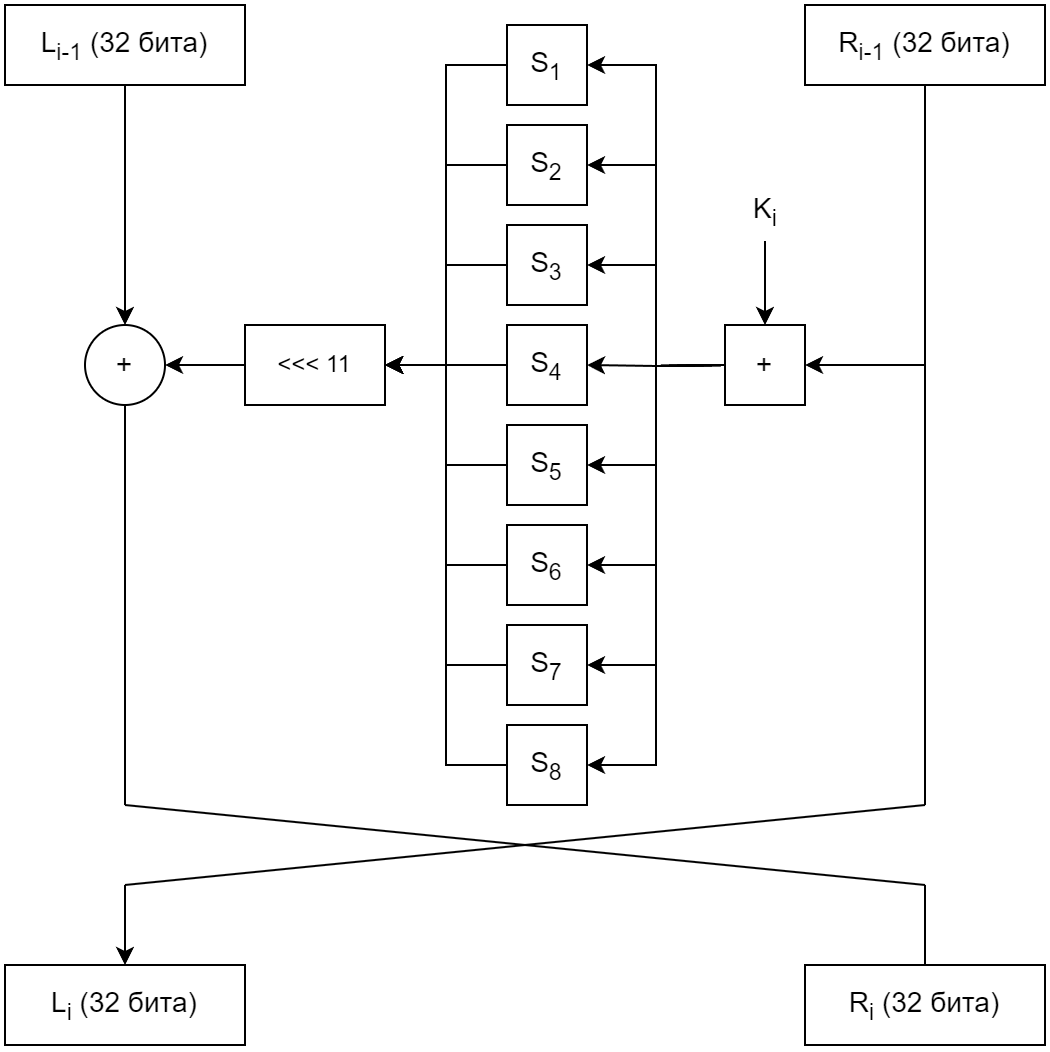 L_{i-1} (32 бита)
R_{i-1} (32 бита)
S_1
S_2
K_i
S_3
+
<<< 11
S_4
+
S_5
S_6
S_7
S_8
L_i (32 бита)
R_i (32 бита)